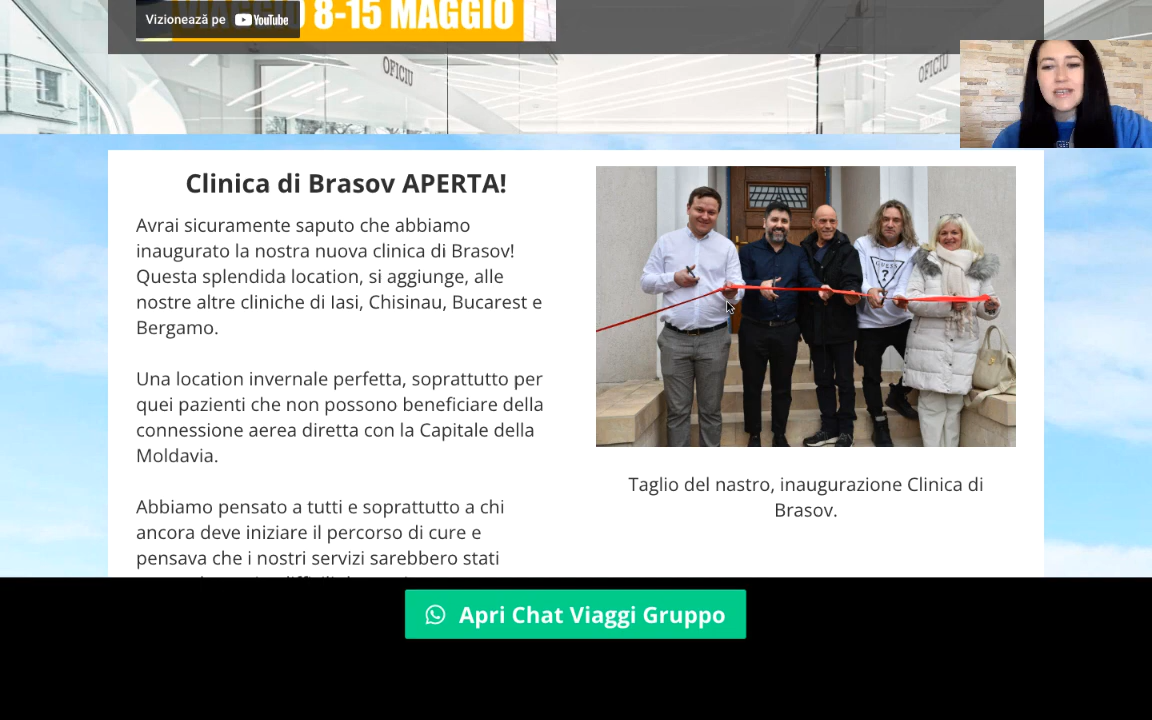 8-15 MAGGIO
Vizionează pe YouTube
OFICIU
OFICIU
Clinica di Brasov APERTA!
Avrai sicuramente saputo che abbiamo
inaugurato la nostra nuova clinica di Brasov!
Questa splendida location, si aggiunge, alle
nostre altre cliniche di Iasi, Chisinau, Bucarest e
Bergamo.
Una location invernale perfetta, soprattutto per
quei pazienti che non possono beneficiare della
connessione aerea diretta con la Capitale della
Moldavia.
Abbiamo pensato a tutti e soprattutto a chi
ancora deve iniziare il percorso di cure e
pensava che i nostri servizi sarebbero stati
GUESS
?
Taglio del nastro, inaugurazione Clinica di
Brasov.
Apri Chat Viaggi Gruppo